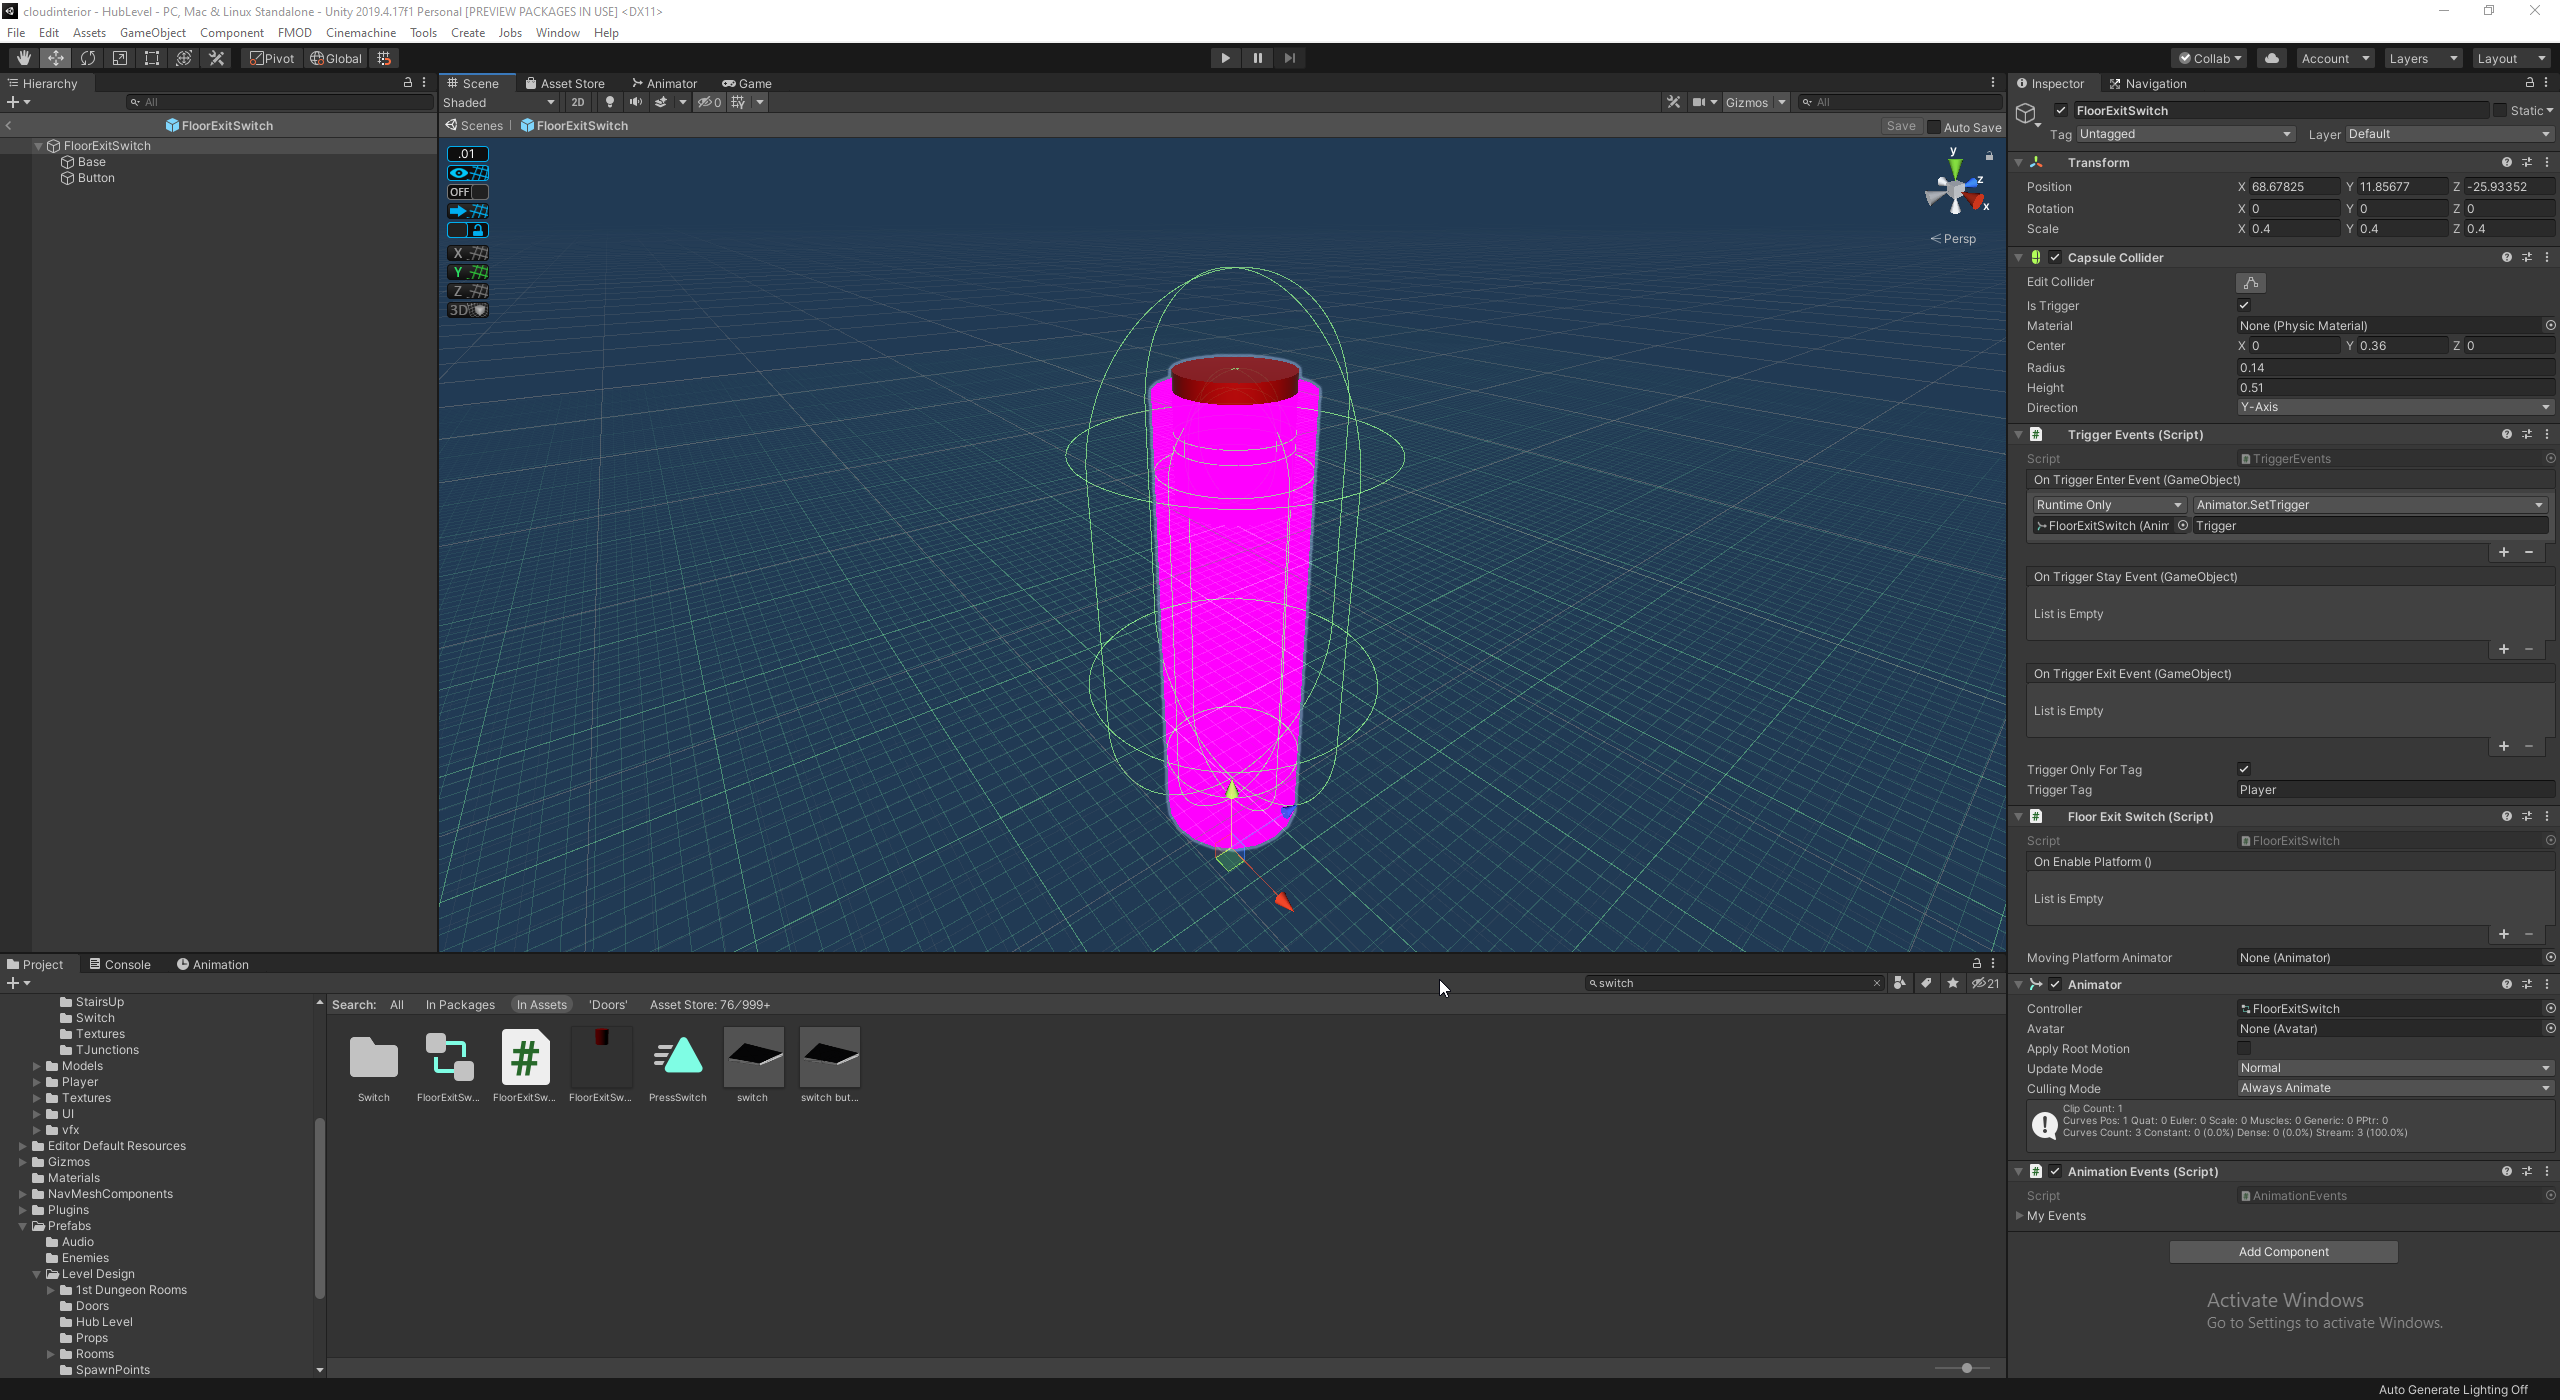 cloudinterior - HubLevel - PC, Mac & Linux Standalone - Unity 2019.4.17f1 Personal [PREVIEW PACKAGES IN USE] <DX11>
File Edit Assets GameObject Component FMOD Cinemachine Tools Create Jobs Window Help
Pivot Global Collab Account Layers Layout
Hierarchy
All
FloorExitSwitch
FloorExitSwitch
Base
Button
Scene Asset Store Animator Game
Shaded 2D 0 Gizmos All
Scenes FloorExitSwitch Save Auto Save
.01
OFF
X
Y
Z
3D
y
z
x
Persp
Project Console Animation
switch 21
StairsUp
Switch
Textures
TJunctions
Models
Player
Textures
UI
vfx
Editor Default Resources
Gizmos
Materials
NavMeshComponents
Plugins
Prefabs
Audio
Enemies
Level Design
1st Dungeon Rooms
Doors
Hub Level
Props
Rooms
SpawnPoints
Search: All In Packages In Assets 'Doors' Asset Store: 76/999+
Switch FloorExitSw... FloorExitSw... FloorExitSw... PressSwitch switch switch but...
Inspector Navigation
FloorExitSwitch Static
Tag Untagged Layer Default
Transform
Position X 68.67825 Y 11.85677 Z -25.93352
Rotation X 0 Y 0 Z 0
Scale X 0.4 Y 0.4 Z 0.4
Capsule Collider
Edit Collider
Is Trigger
Material None (Physic Material)
Center X 0 Y 0.36 Z 0
Radius 0.14
Height 0.51
Direction Y-Axis
Trigger Events (Script)
Script TriggerEvents
On Trigger Enter Event (GameObject)
Runtime Only Animator.SetTrigger
FloorExitSwitch (Anim Trigger
On Trigger Stay Event (GameObject)
List is Empty
On Trigger Exit Event (GameObject)
List is Empty
Trigger Only For Tag
Trigger Tag Player
Floor Exit Switch (Script)
Script FloorExitSwitch
On Enable Platform ()
List is Empty
Moving Platform Animator None (Animator)
Animator
Controller FloorExitSwitch
Avatar None (Avatar)
Apply Root Motion
Update Mode Normal
Culling Mode Always Animate
Clip Count: 1
Curves Pos: 1 Quat: 0 Euler: 0 Scale: 0 Muscles: 0 Generic: 0 PPtr: 0
Curves Count: 3 Constant: 0 (0.0%) Dense: 0 (0.0%) Stream: 3 (100.0%)
Animation Events (Script)
Script AnimationEvents
My Events
Add Component
Activate Windows
Go to Settings to activate Windows.
Auto Generate Lighting Off